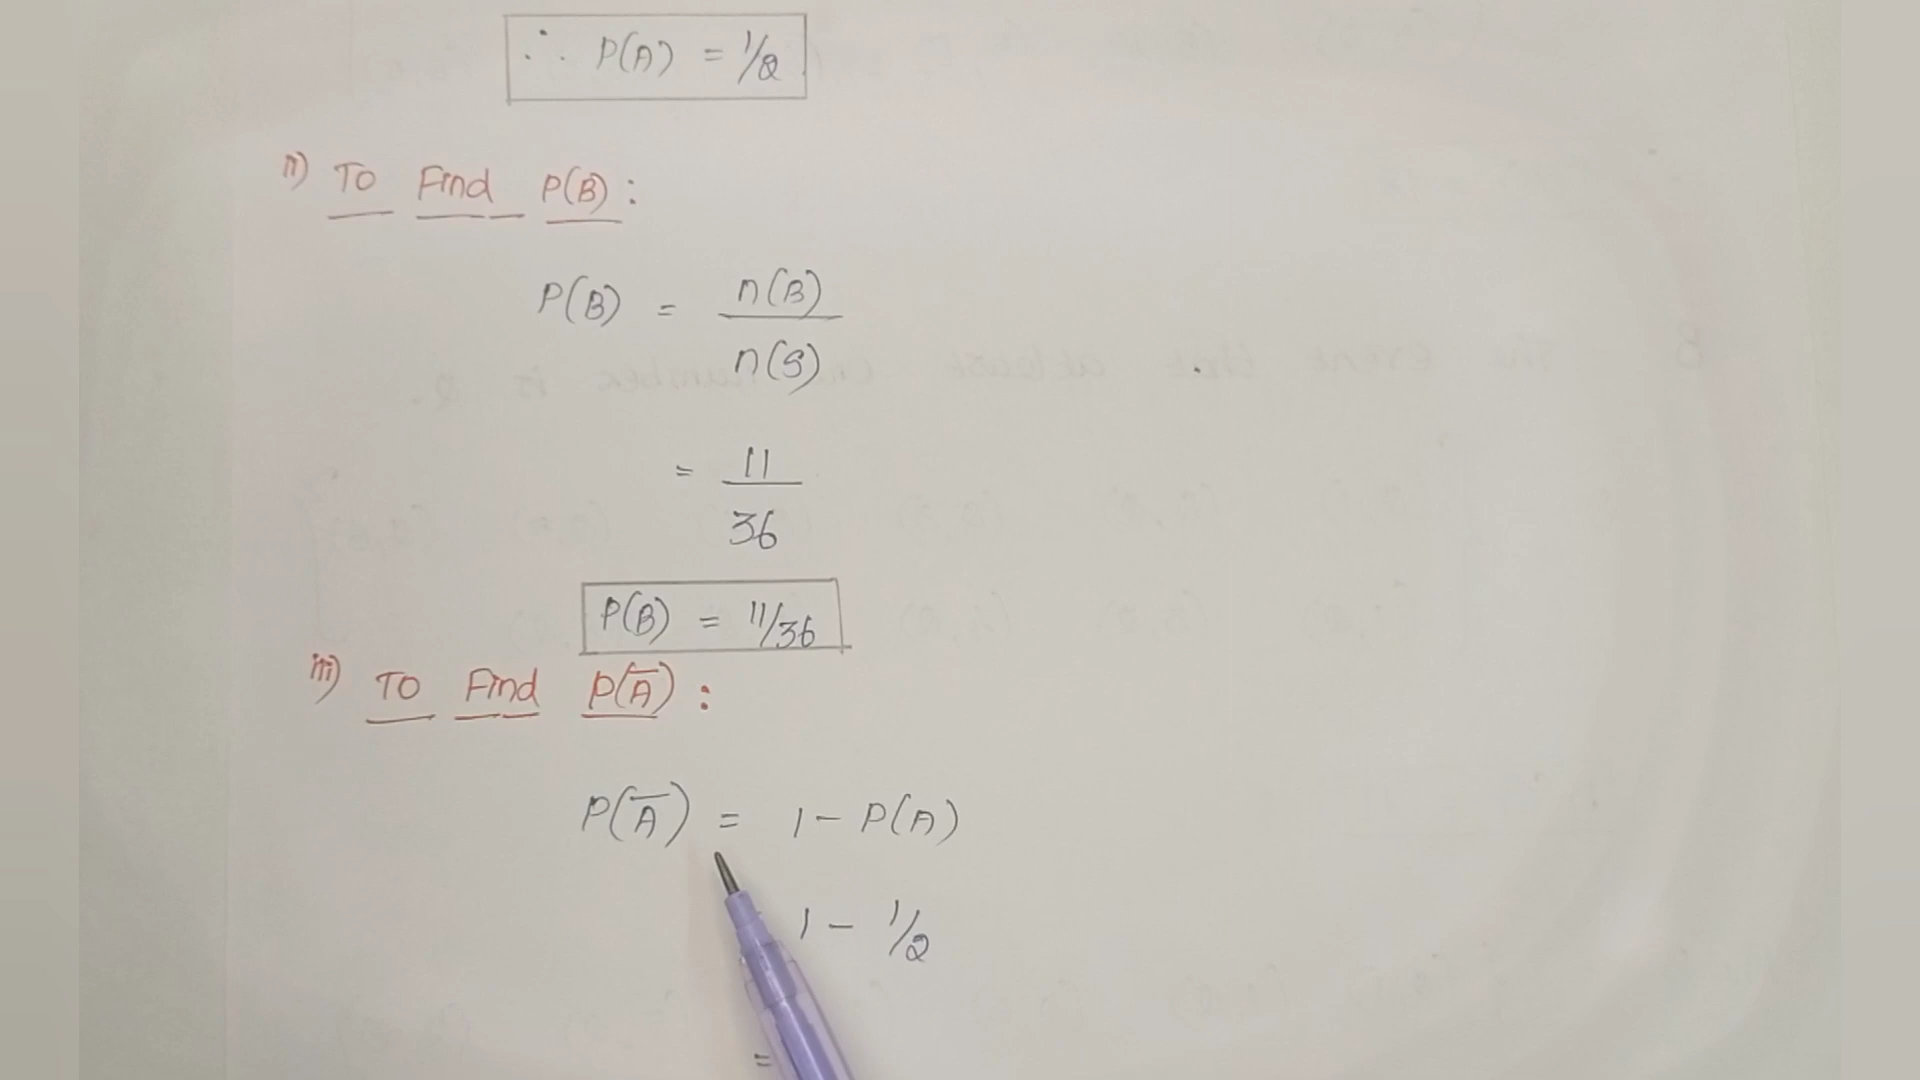 ∴ P(A) = 1/2
ii) To Find P(B) :
P(B) = n(B)
n(S)
= 11
36
P(B) = 11/36
iii) To Find P(A̅) :
P(A̅) = 1 - P(A)
1 - 1/2
=